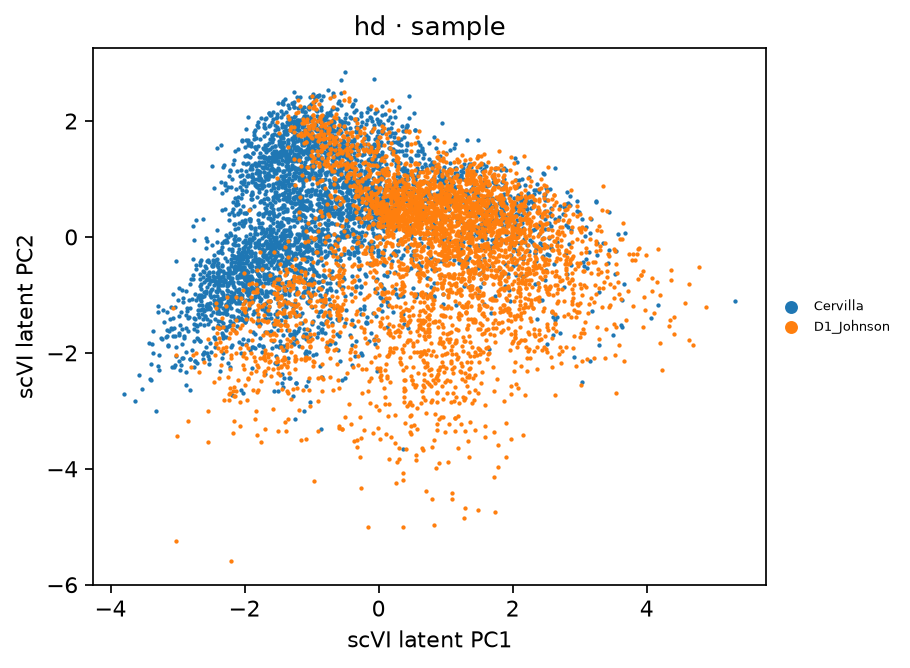 hd · sample
scVI latent PC2
2
0
−2
−4
−6
−4
−2
0
2
4
scVI latent PC1
Cervilla
D1_Johnson